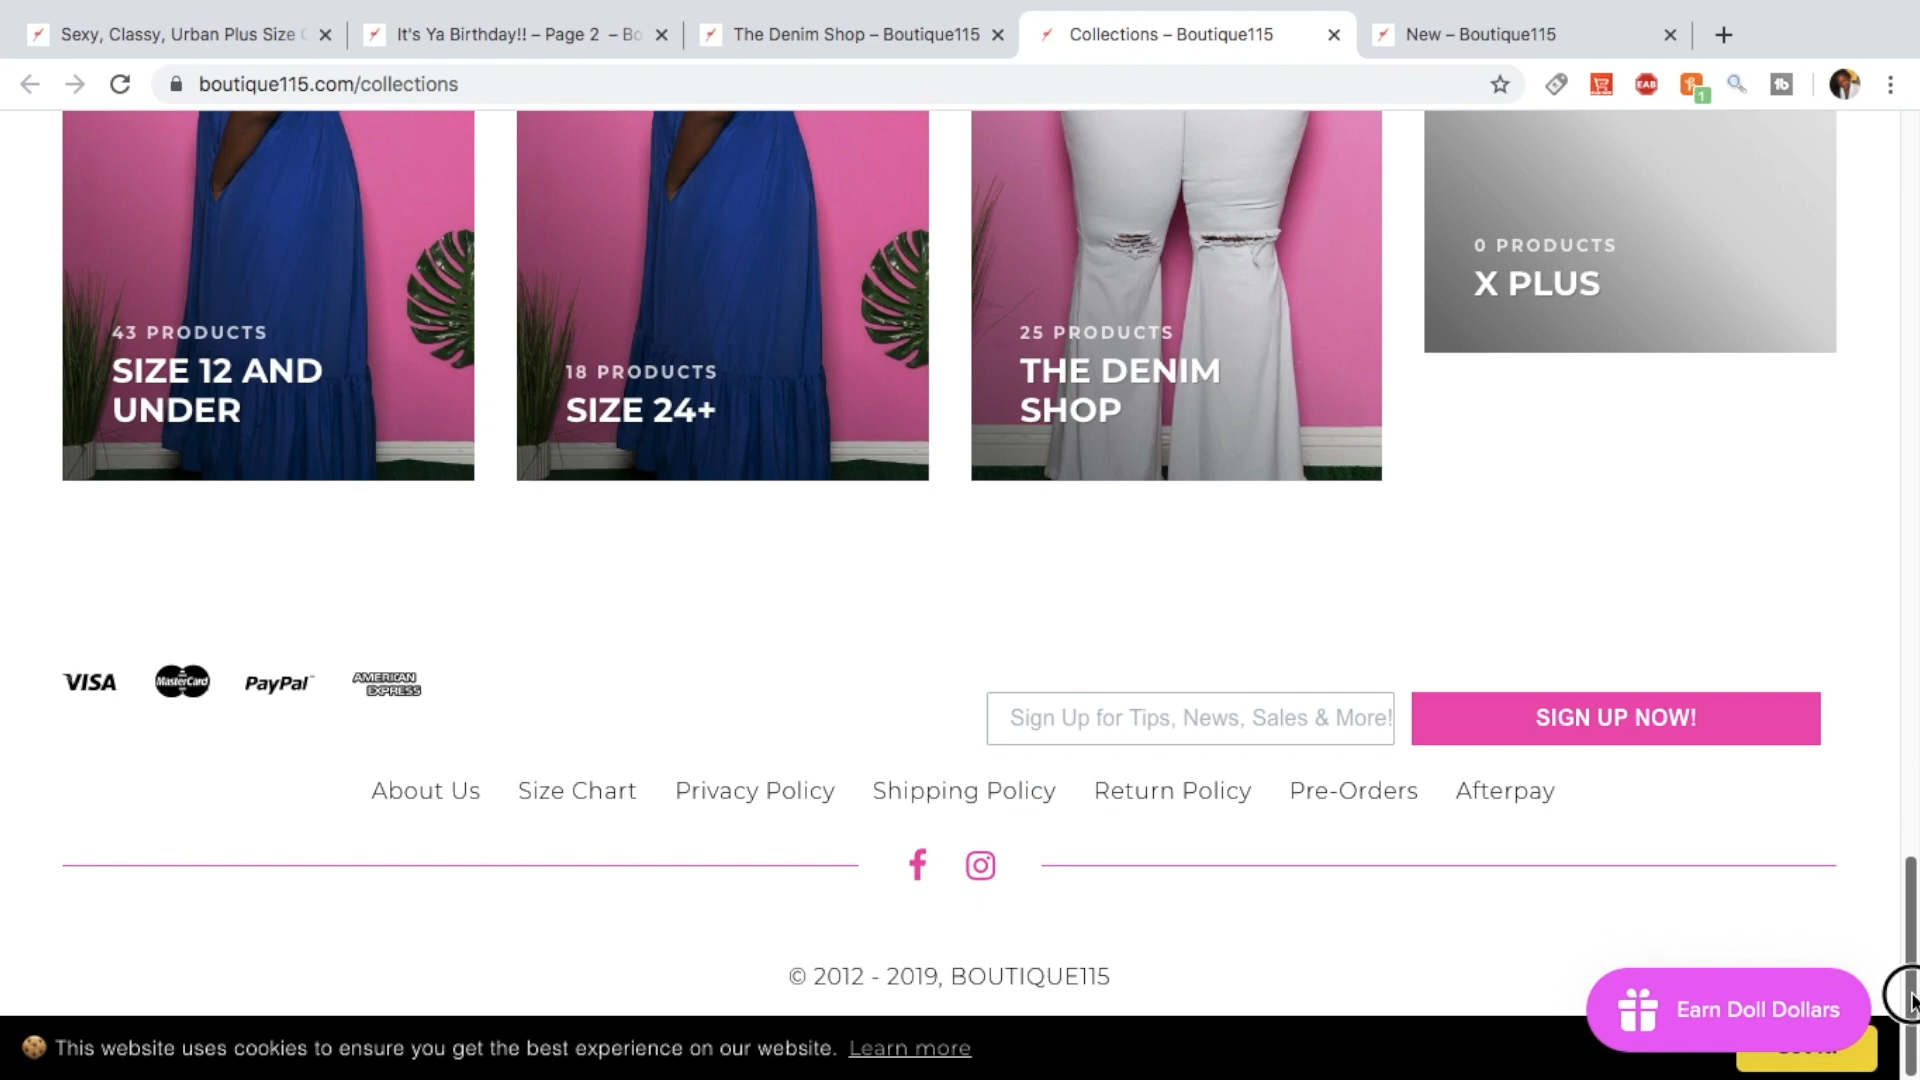 Sexy, Classy, Urban Plus Size
It's Ya Birthday!! – Page 2 – Bo
The Denim Shop – Boutique115
Collections – Boutique115
New – Boutique115
boutique115.com/collections
EAB
1
tb
43 PRODUCTS
SIZE 12 AND
UNDER
18 PRODUCTS
SIZE 24+
25 PRODUCTS
THE DENIM
SHOP
0 PRODUCTS
X PLUS
VISA
MasterCard
PayPal
AMERICAN
EXPRESS
Sign Up for Tips, News, Sales & More!
SIGN UP NOW!
About Us Size Chart Privacy Policy Shipping Policy Return Policy Pre-Orders Afterpay
© 2012 - 2019, BOUTIQUE115
Earn Doll Dollars
This website uses cookies to ensure you get the best experience on our website. Learn more